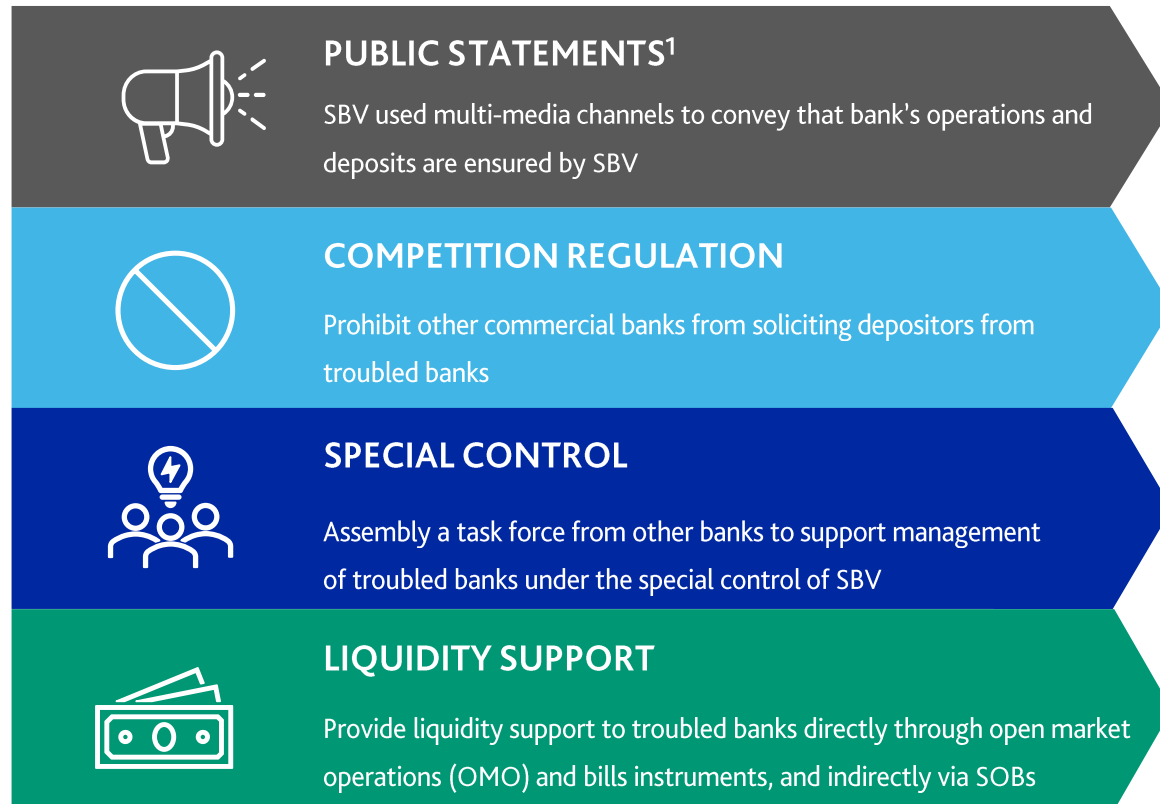 PUBLIC STATEMENTS¹
SBV used multi-media channels to convey that bank's operations and
deposits are ensured by SBV
COMPETITION REGULATION
Prohibit other commercial banks from soliciting depositors from
troubled banks
SPECIAL CONTROL
Assembly a task force from other banks to support management
of troubled banks under the special control of SBV
LIQUIDITY SUPPORT
Provide liquidity support to troubled banks directly through open market
operations (OMO) and bills instruments, and indirectly via SOBs